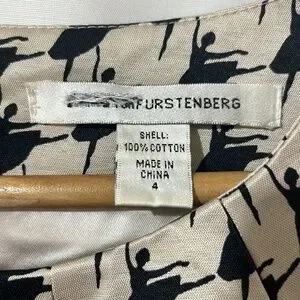 FURSTENBERG
SHELL:
100% COTTON
MADE IN
CHINA
4